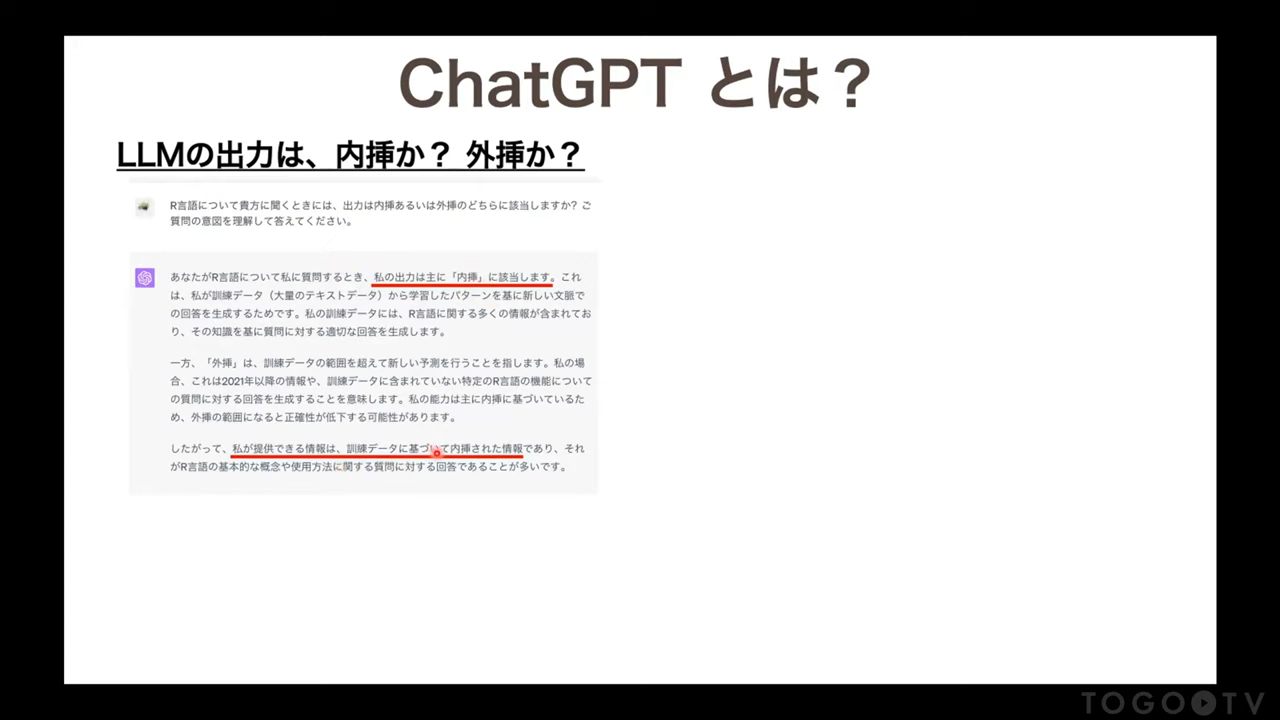 ChatGPT とは？
LLMの出力は、内挿か？ 外挿か？
R言語について貴方に聞くときには、出力は内挿あるいは外挿のどちらに該当しますか？ご
質問の意図を理解して答えてください。
あなたがR言語について私に質問するとき、私の出力は主に「内挿」に該当します。これ
は、私が訓練データ（大量のテキストデータ）から学習したパターンを基に新しい文脈で
の回答を生成するためです。私の訓練データには、R言語に関する多くの情報が含まれてお
り、その知識を基に質問に対する適切な回答を生成します。
一方、「外挿」は、訓練データの範囲を超えて新しい予測を行うことを指します。私の場
合、これは2021年以降の情報や、訓練データに含まれていない特定のR言語の機能について
の質問に対する回答を生成することを意味します。私の能力は主に内挿に基づいているた
め、外挿の範囲になると正確性が低下する可能性があります。
したがって、私が提供できる情報は、訓練データに基づいて内挿された情報であり、それ
がR言語の基本的な概念や使用方法に関する質問に対する回答であることが多いです。
TOGO TV